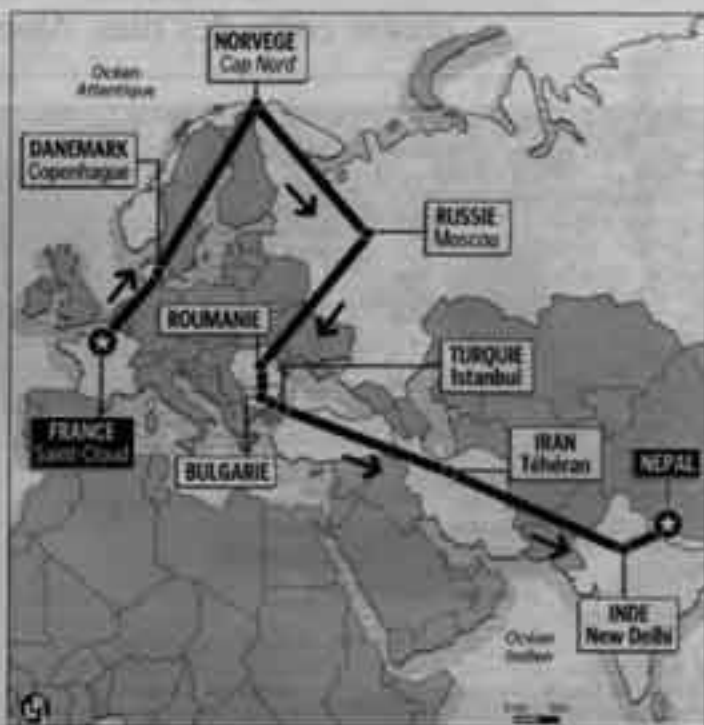 NORVEGE
Cap Nord
Océan
Atlantique
DANEMARK
Copenhague
RUSSIE
Moscou
ROUMANIE
TURQUIE
Istanbul
FRANCE
Saint-Cloud
BULGARIE
IRAN
Téhéran
NEPAL
INDE
New Delhi
Océan
Indien